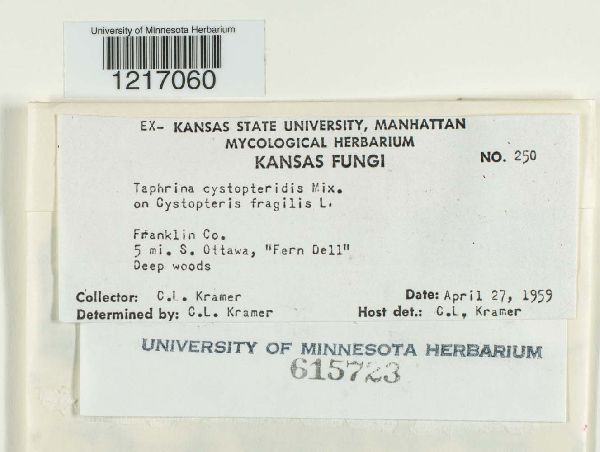 University of Minnesota Herbarium
1217060
EX- KANSAS STATE UNIVERSITY, MANHATTAN
MYCOLOGICAL HERBARIUM
KANSAS FUNGI
NO. 250
Taphrina cystopteridis Mix.
on Cystopteris fragilis L.
Franklin Co.
5 mi. S. Ottawa, "Fern Dell"
Deep woods
Collector: C.L. Kramer Date: April 27, 1959
Determined by: C.L. Kramer Host det.: C.L. Kramer
UNIVERSITY OF MINNESOTA HERBARIUM
615723